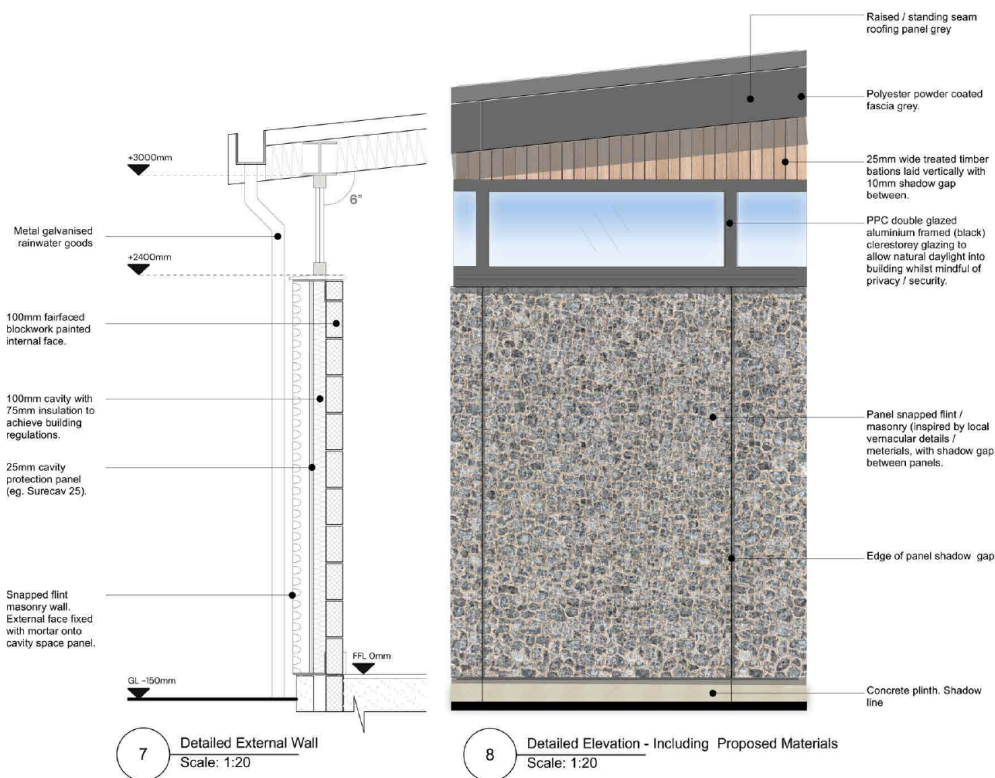 +3000mm
6°
Metal galvanised
rainwater goods
+2400mm
100mm fairfaced
blockwork painted
internal face.
100mm cavity with
75mm insulation to
achieve building
regulations.
25mm cavity
protection panel
(eg. Surecav 25).
Snapped flint
masonry wall.
External face fixed
with mortar onto
cavity space panel.
FFL 0mm
GL -150mm
7
Detailed External Wall
Scale: 1:20
Raised / standing seam
roofing panel grey
Polyester powder coated
fascia grey.
25mm wide treated timber
bations laid vertically with
10mm shadow gap
between.
PPC double glazed
aluminium framed (black)
clerestorey glazing to
allow natural daylight into
building whilst mindful of
privacy / security.
Panel snapped flint /
masonry (inspired by local
vernacular details /
meterials, with shadow gap
between panels.
Edge of panel shadow gap
Concrete plinth. Shadow
line
8
Detailed Elevation - Including Proposed Materials
Scale: 1:20